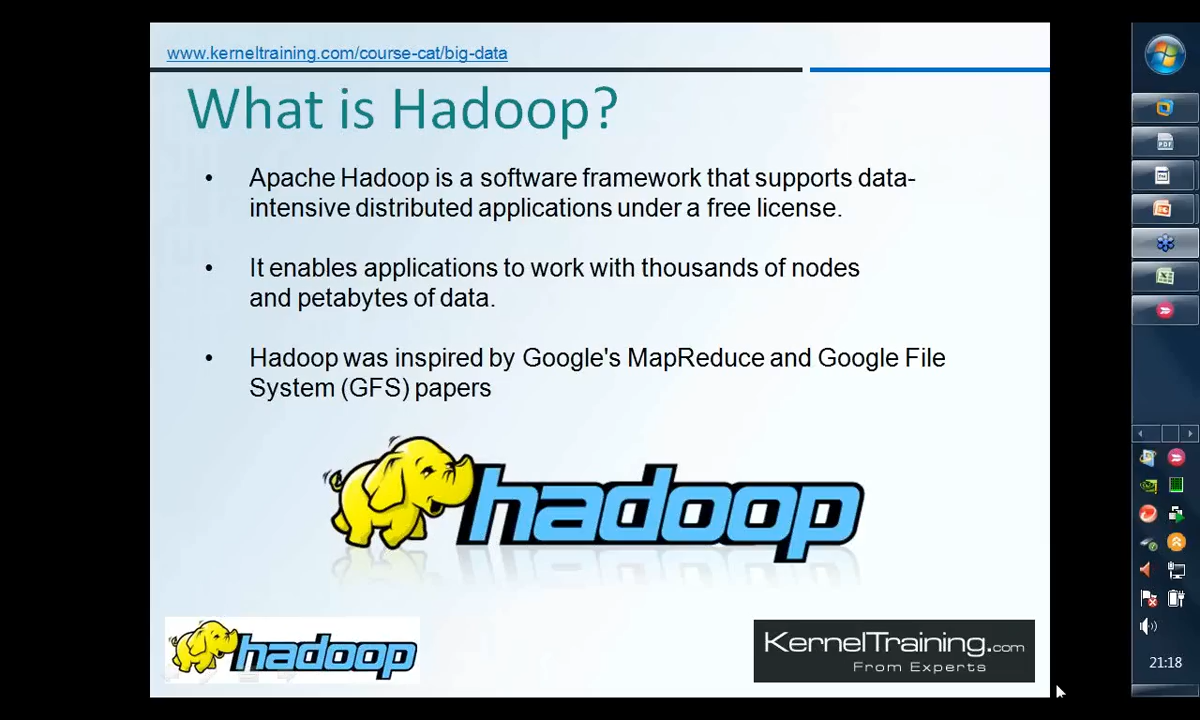 www.kerneltraining.com/course-cat/big-data
What is Hadoop?
• Apache Hadoop is a software framework that supports data-
intensive distributed applications under a free license.
• It enables applications to work with thousands of nodes
and petabytes of data.
• Hadoop was inspired by Google's MapReduce and Google File
System (GFS) papers
hadoop
hadoop
KernelTraining.com
From Experts
PDF
21:18